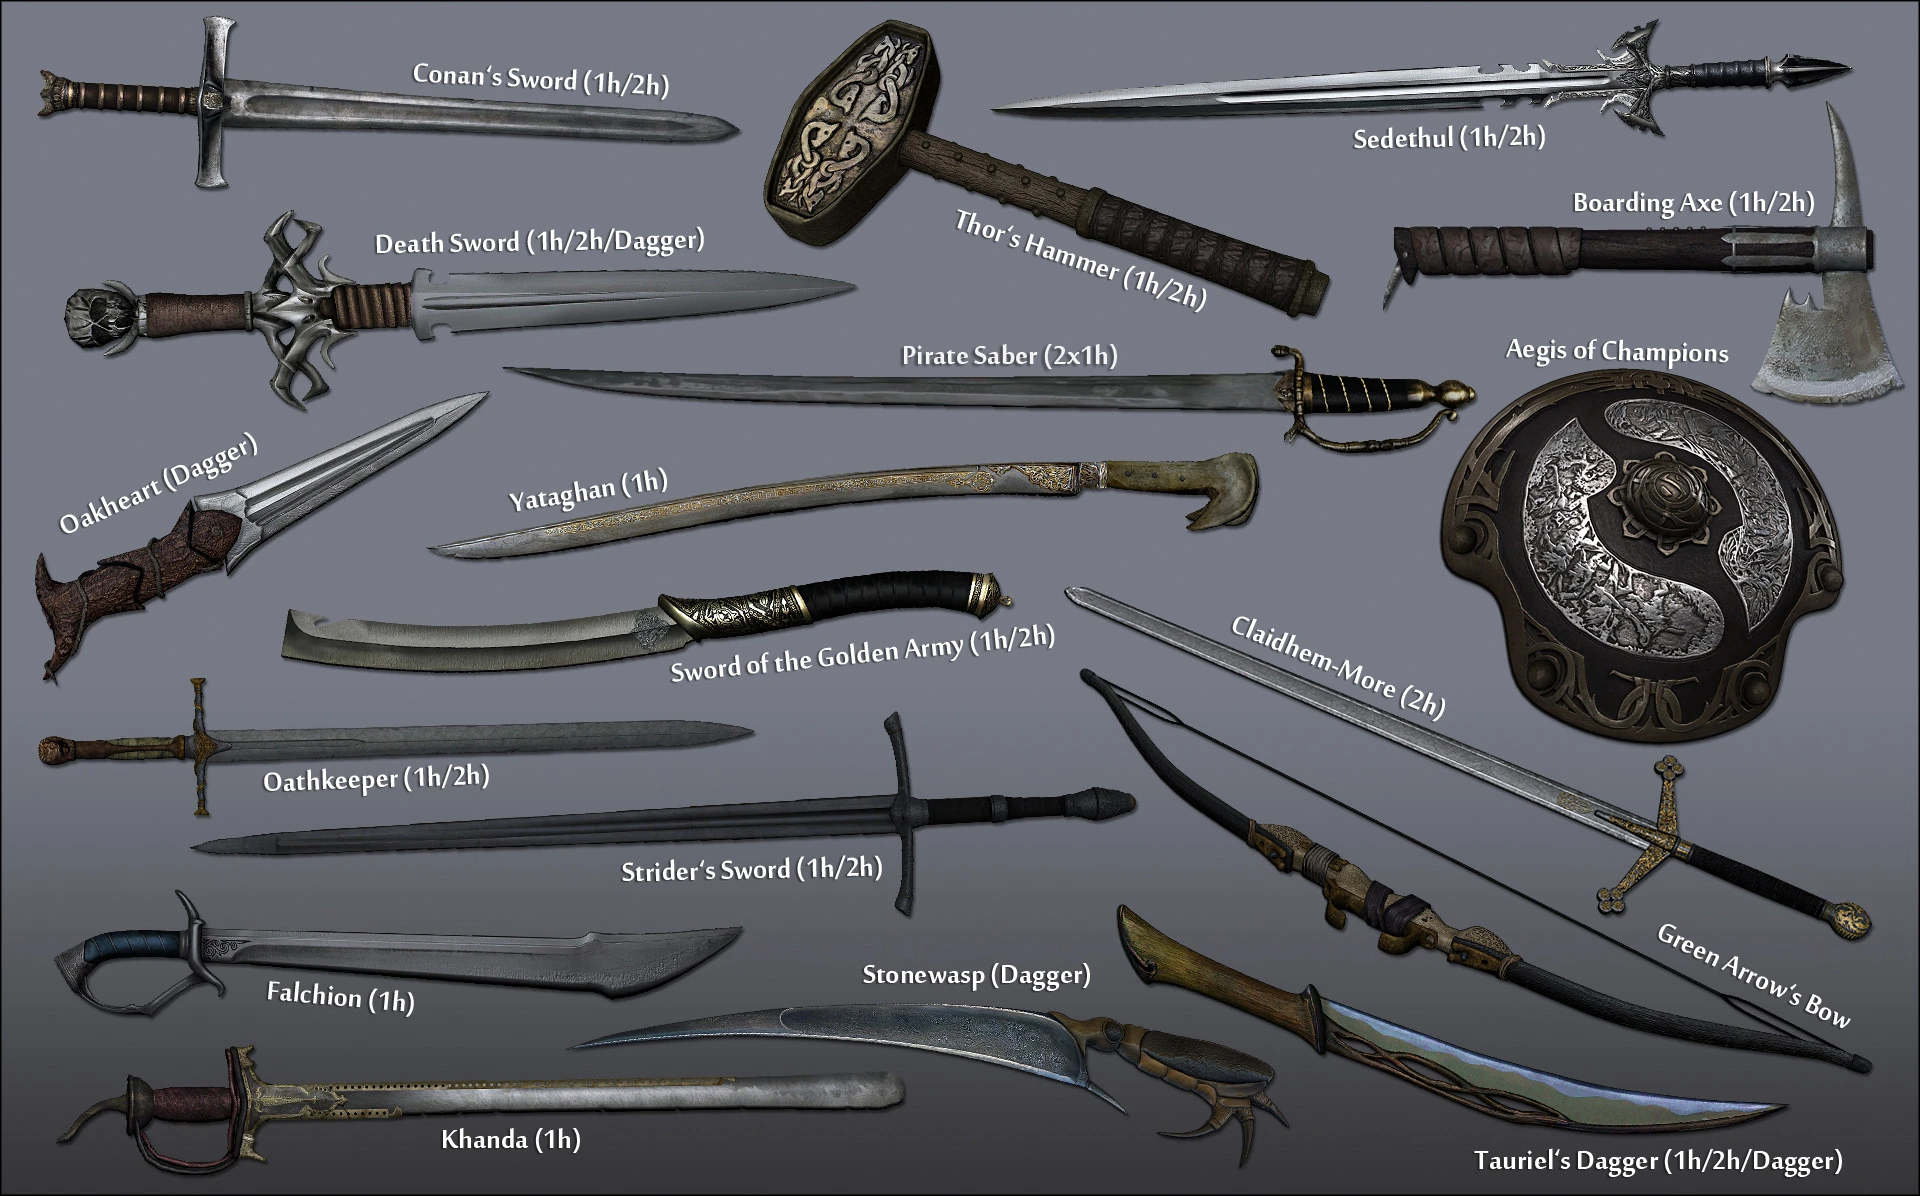 Conan's Sword (1h/2h)
Sedethul (1h/2h)
Thor's Hammer (1h/2h)
Boarding Axe (1h/2h)
Death Sword (1h/2h/Dagger)
Pirate Saber (2x1h)
Aegis of Champions
Oakheart (Dagger)
Yataghan (1h)
Sword of the Golden Army (1h/2h)
Claidhem-More (2h)
Oathkeeper (1h/2h)
Strider's Sword (1h/2h)
Green Arrow's Bow
Falchion (1h)
Stonewasp (Dagger)
Khanda (1h)
Tauriel's Dagger (1h/2h/Dagger)